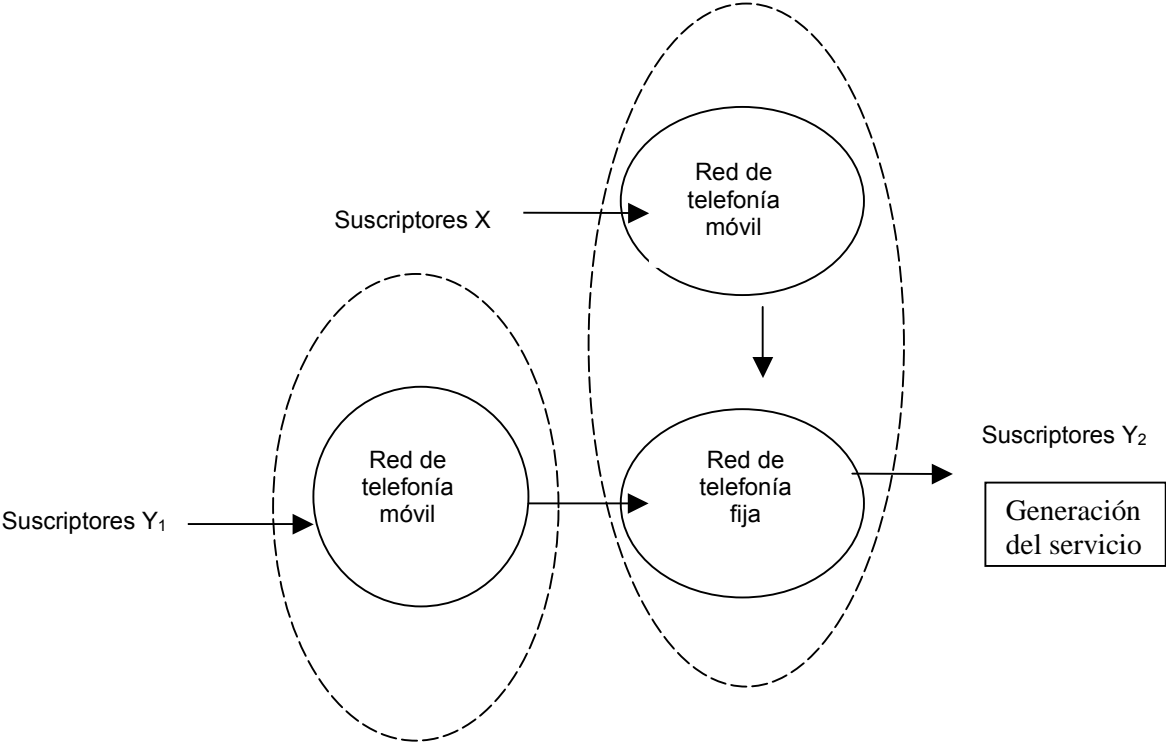 Red de
telefonía
móvil
Suscriptores X
Red de
telefonía
móvil
Red de
telefonía
fija
Suscriptores Y2
Suscriptores Y1
Generación
del servicio